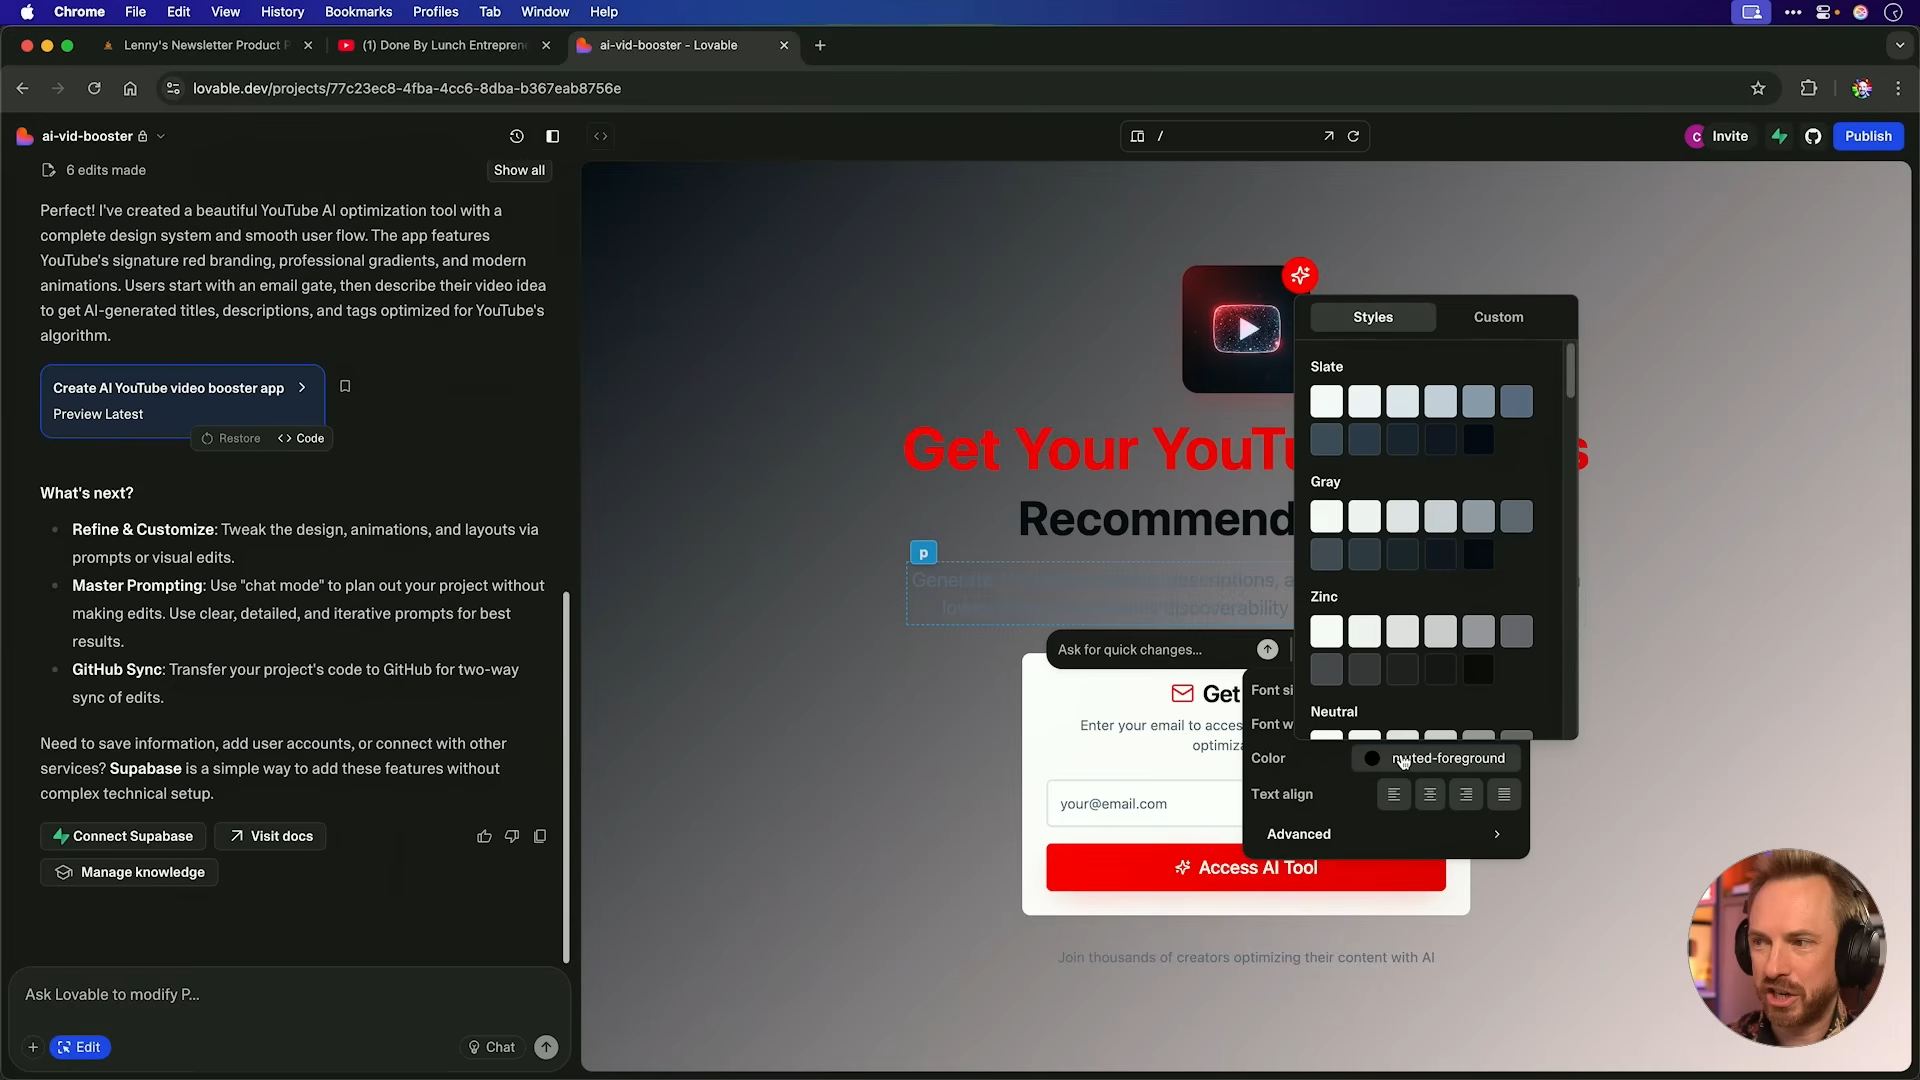 Chrome File Edit View History Bookmarks Profiles Tab Window Help
Lenny's Newsletter Product P
(1) Done By Lunch Entreprene
ai-vid-booster - Lovable
lovable.dev/projects/77c23ec8-4fba-4cc6-8dba-b367eab8756e
ai-vid-booster
/
C Invite
Publish
6 edits made
Show all
Perfect! I've created a beautiful YouTube AI optimization tool with a
complete design system and smooth user flow. The app features
YouTube's signature red branding, professional gradients, and modern
animations. Users start with an email gate, then describe their video idea
to get AI-generated titles, descriptions, and tags optimized for YouTube's
algorithm.
Create AI YouTube video booster app
Preview Latest
Restore
<> Code
What's next?
Refine & Customize: Tweak the design, animations, and layouts via
prompts or visual edits.
Master Prompting: Use "chat mode" to plan out your project without
making edits. Use clear, detailed, and iterative prompts for best
results.
GitHub Sync: Transfer your project's code to GitHub for two-way
sync of edits.
Need to save information, add user accounts, or connect with other
services? Supabase is a simple way to add these features without
complex technical setup.
Connect Supabase
Visit docs
Manage knowledge
Ask Lovable to modify P...
Edit
Chat
Get Your YouTu
s
Recommend
p
descriptions, a
discoverability
Ask for quick changes...
Get
Enter your email to acces
optimiza
your@email.com
Access AI Tool
Join thousands of creators optimizing their content with AI
Styles
Custom
Slate
Gray
Zinc
Neutral
Font si
Font w
Color
muted-foreground
Text align
Advanced